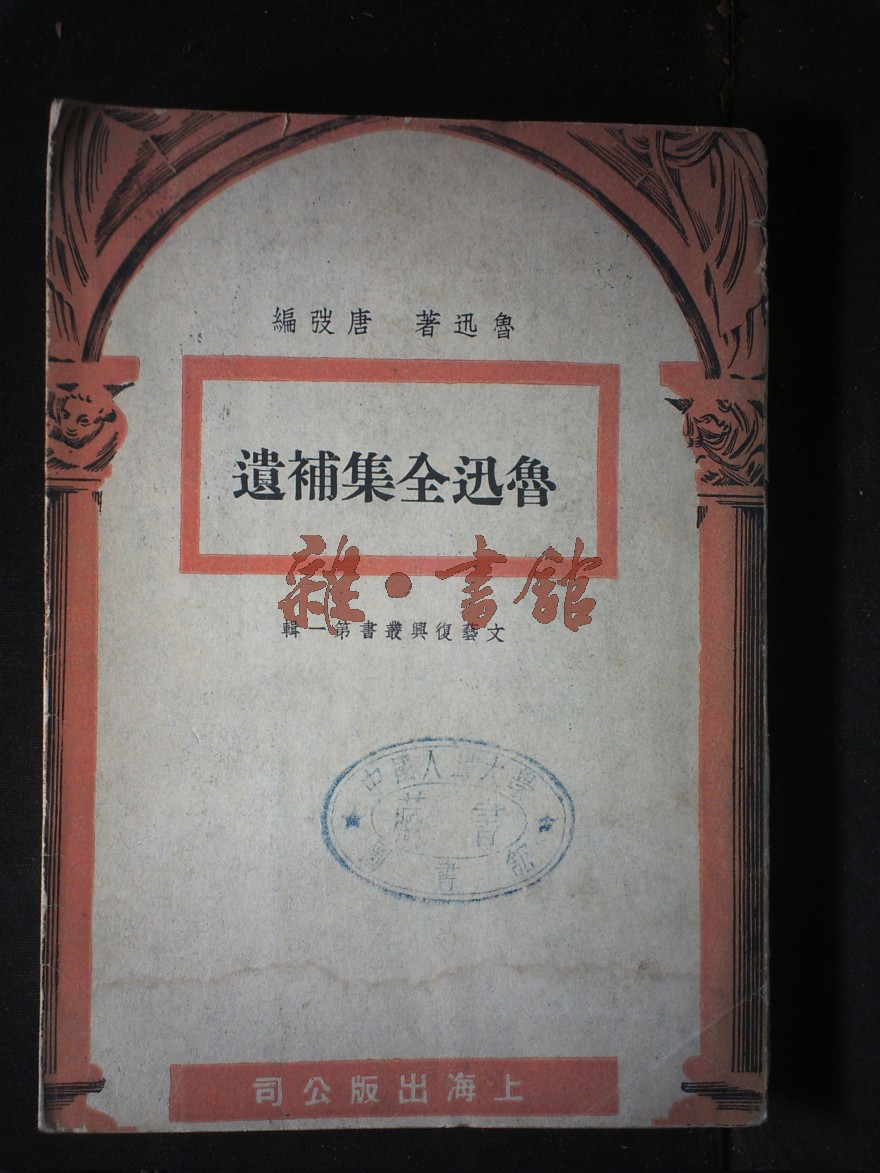 魯迅著 唐弢編
魯迅全集補遺
雜·書館
文藝復興叢書第一輯
中國人民大學
藏書
圖書館
上海出版公司